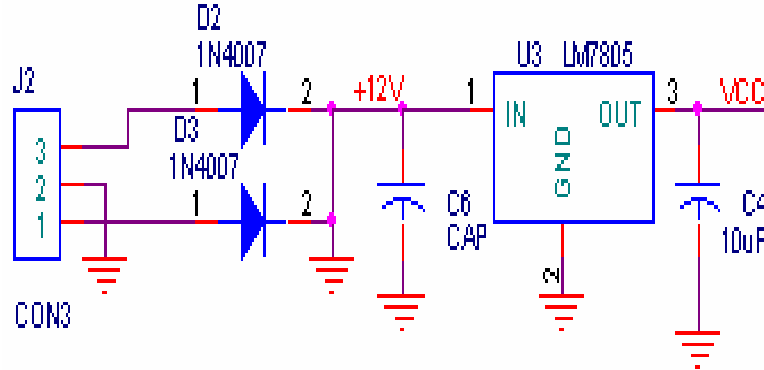 D2
1N4007
J2
1
2
+12V
1
U3 LM7805
3
VCC
IN
OUT
GND
D3
1N4007
3
2
1
1
2
C6
CAP
C4
10uF
2
CON3